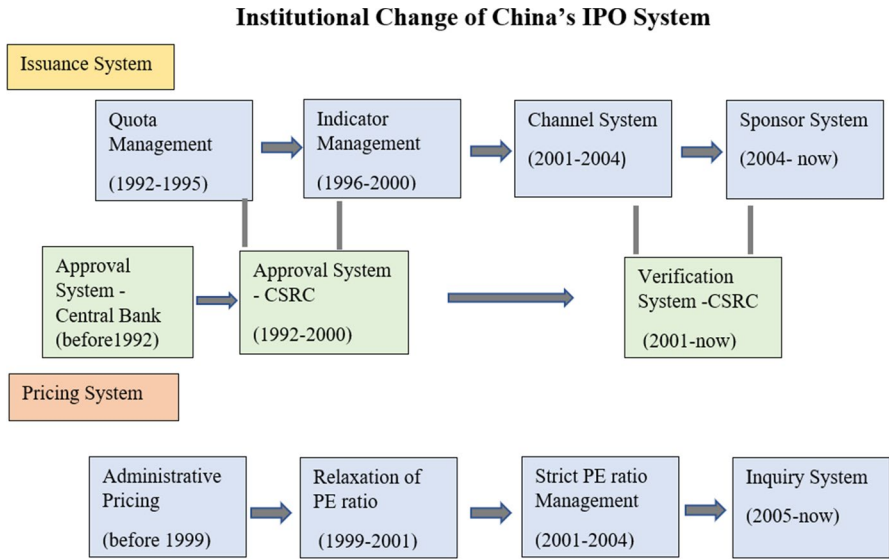 Institutional Change of China's IPO System
Issuance System
Quota
Management
(1992-1995)
Indicator
Management
(1996-2000)
Channel System
(2001-2004)
Sponsor System
(2004- now)
Approval
System -
Central Bank
(before1992)
Approval System
- CSRC
(1992-2000)
Verification
System -CSRC
(2001-now)
Pricing System
Administrative
Pricing
(before 1999)
Relaxation of
PE ratio
(1999-2001)
Strict PE ratio
Management
(2001-2004)
Inquiry System
(2005-now)